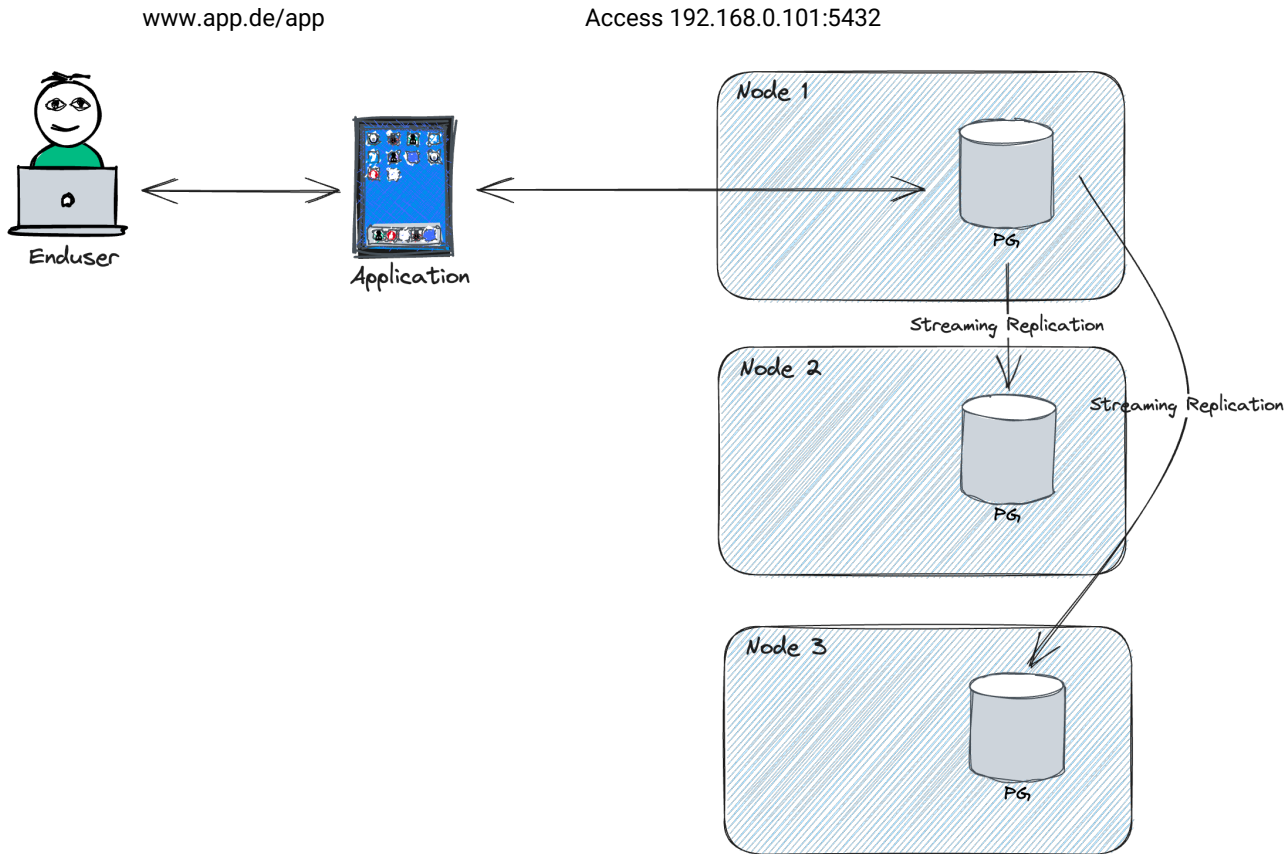 www.app.de/app
Access 192.168.0.101:5432
Node 1
PG
Enduser
Application
Streaming Replication
Node 2
Streaming Replication
PG
Node 3
PG